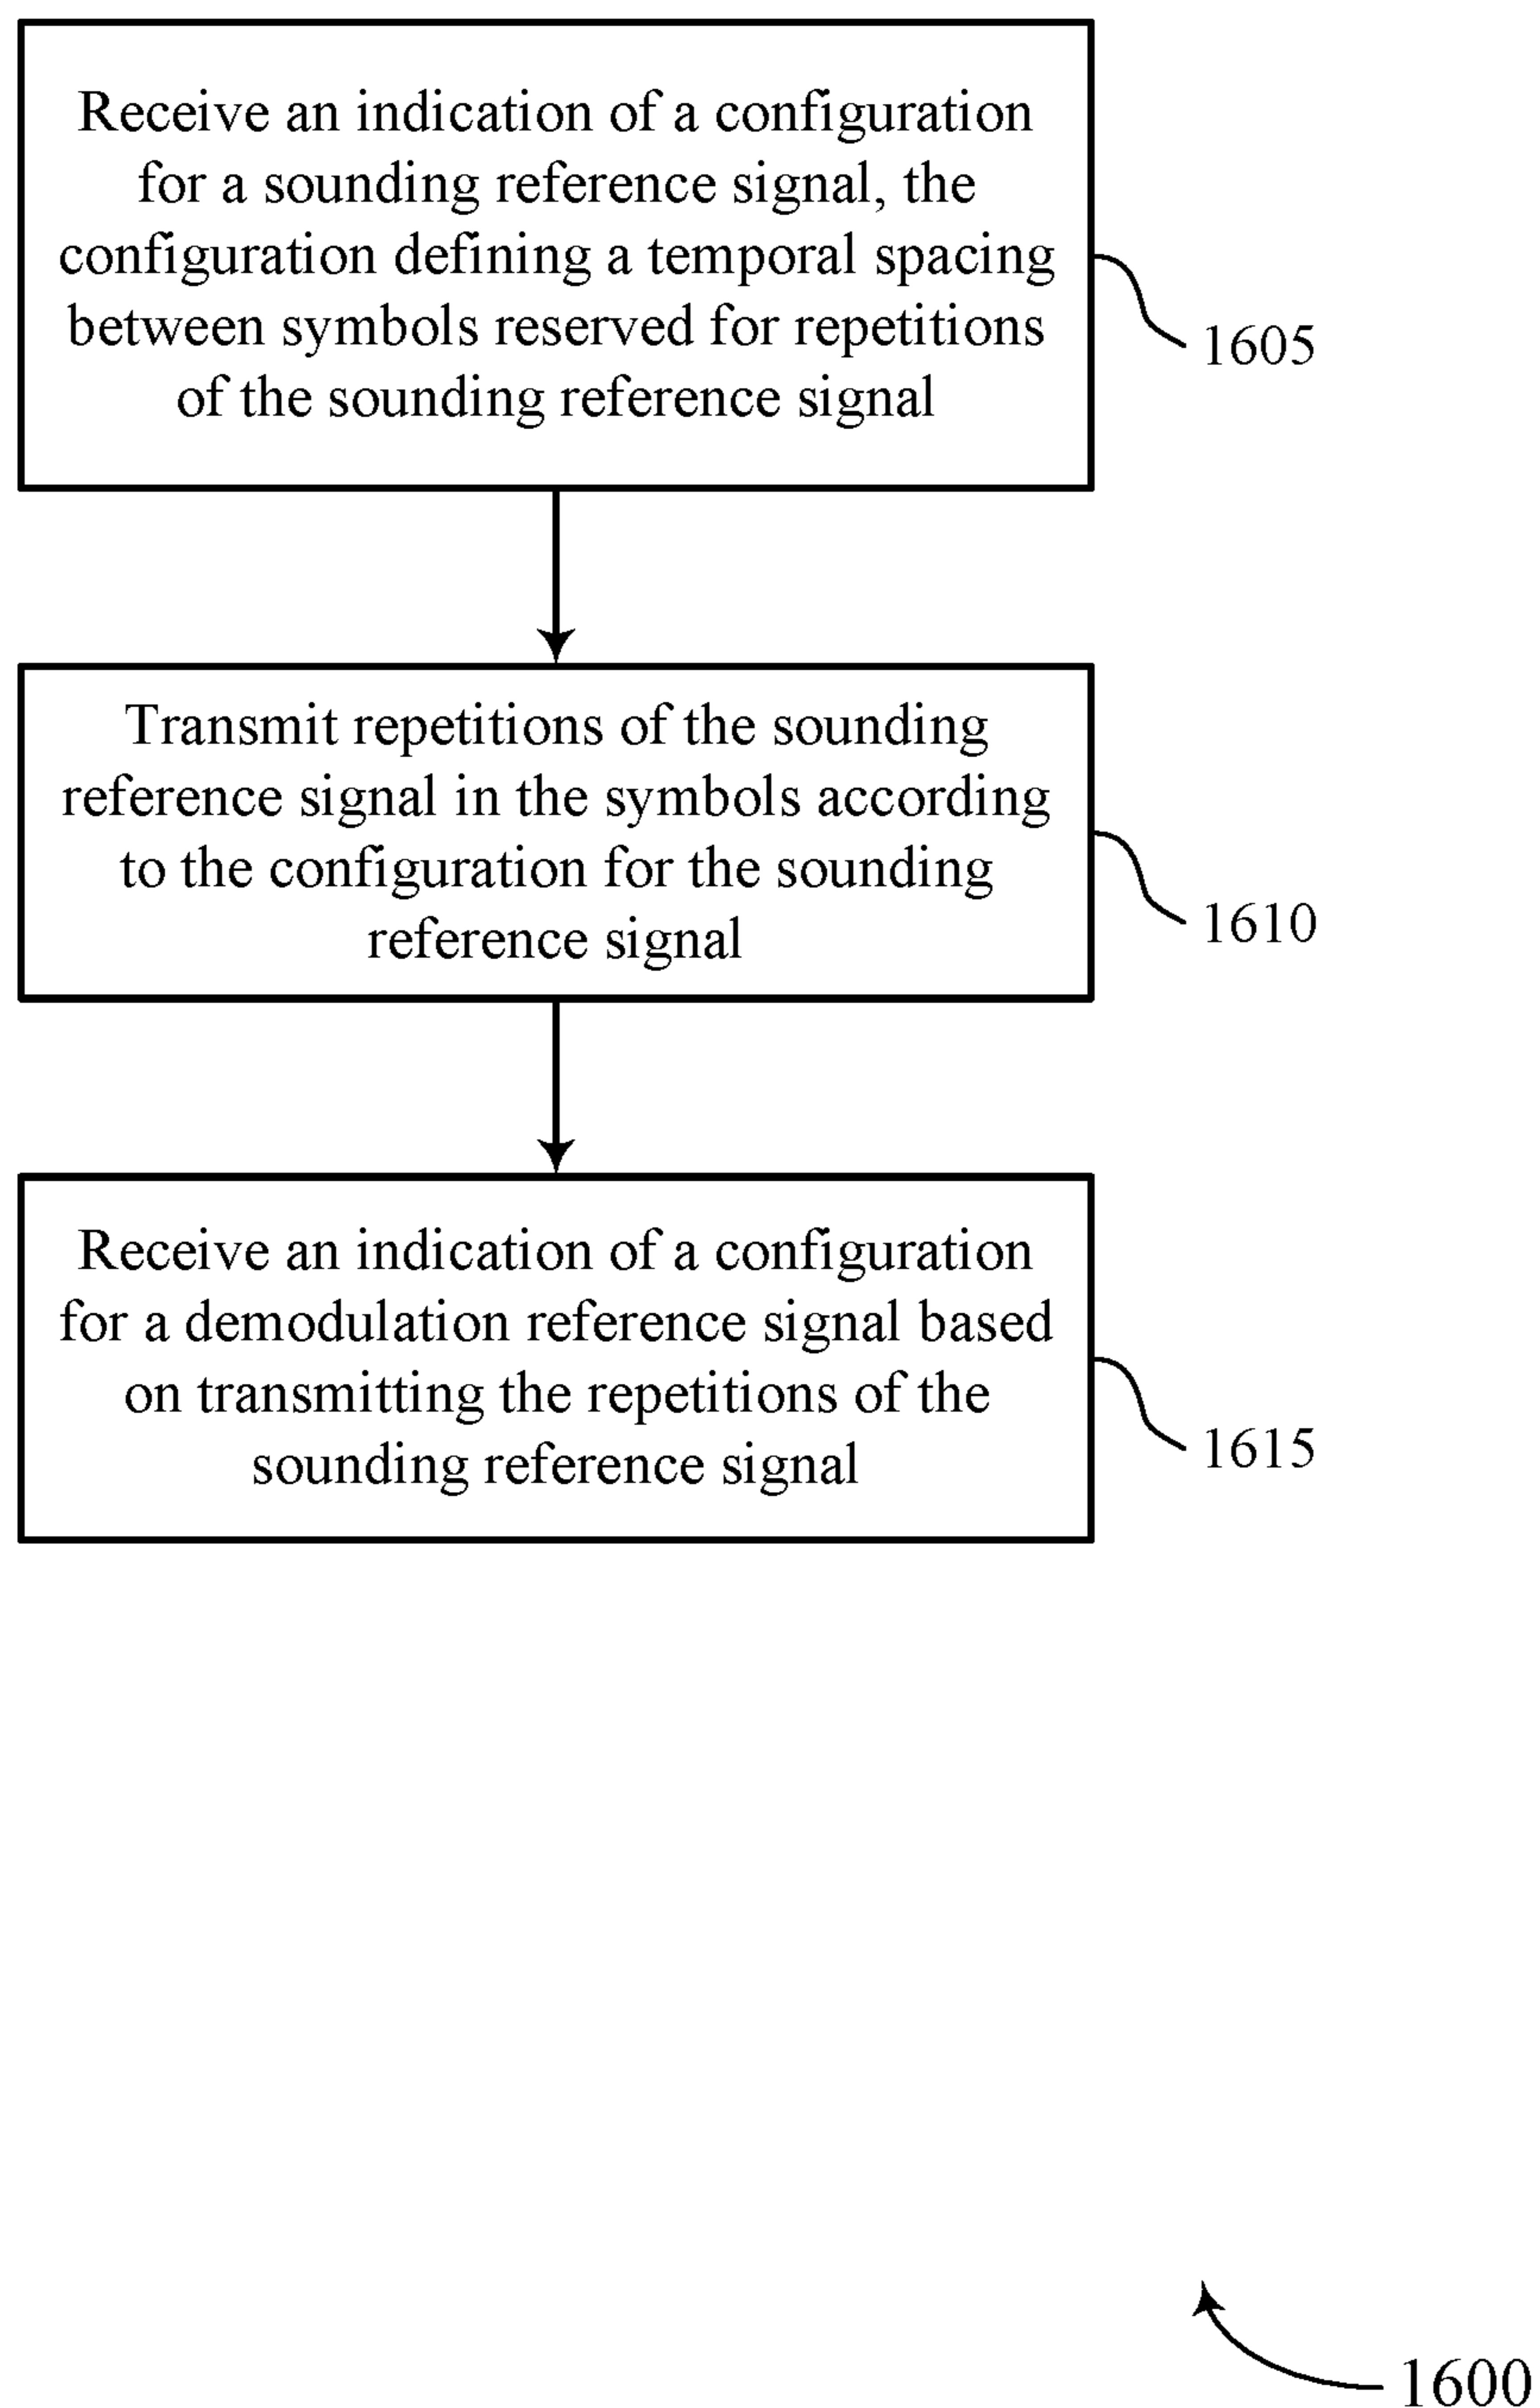 Receive an indication of a configuration
for a sounding reference signal, the
configuration defining a temporal spacing
between symbols reserved for repetitions
of the sounding reference signal
1605
Transmit repetitions of the sounding
reference signal in the symbols according
to the configuration for the sounding
reference signal
1610
Receive an indication of a configuration
for a demodulation reference signal based
on transmitting the repetitions of the
sounding reference signal
1615
1600